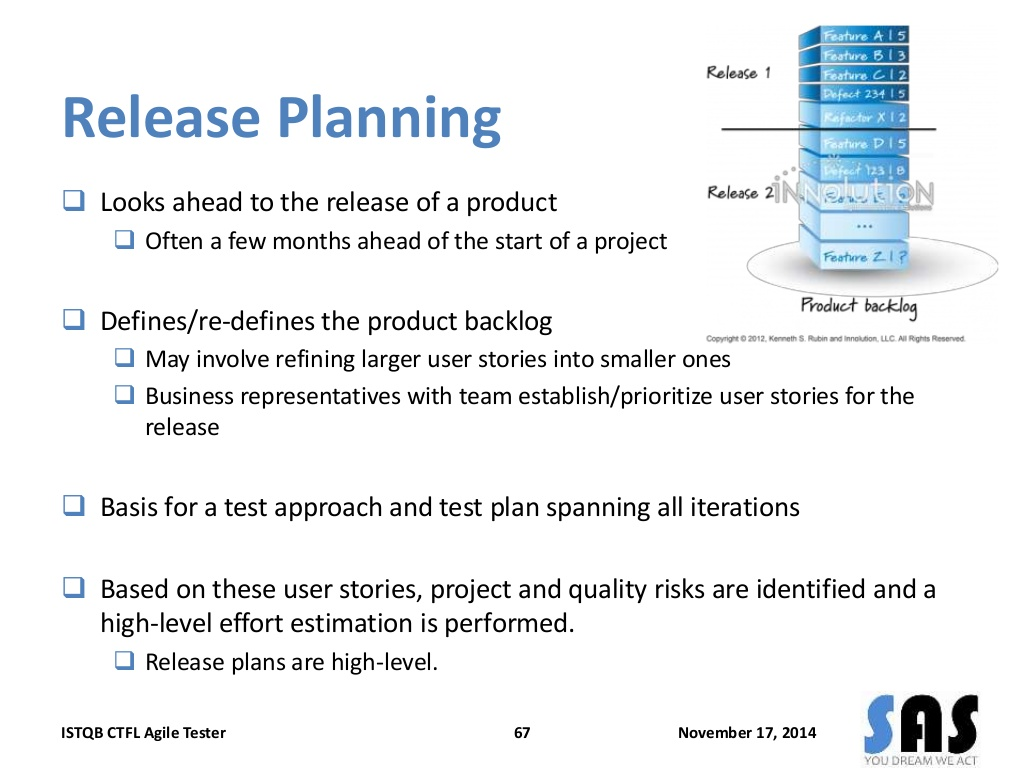 Release Planning
Feature A | 5
Feature B | 3
Release 1
Feature C | 2
Defect 234 | 5
Refactor X | 2
Feature D | 5
Defect 123 | 8
Release 2
iNNOLUTION
...
Feature Z | ?
Product backlog
Copyright © 2012, Kenneth S. Rubin and Innolution, LLC. All Rights Reserved.
Looks ahead to the release of a product
Often a few months ahead of the start of a project
Defines/re-defines the product backlog
May involve refining larger user stories into smaller ones
Business representatives with team establish/prioritize user stories for the
release
Basis for a test approach and test plan spanning all iterations
Based on these user stories, project and quality risks are identified and a
high-level effort estimation is performed.
Release plans are high-level.
ISTQB CTFL Agile Tester
67
November 17, 2014
SAS
YOU DREAM WE ACT